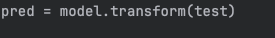 pred = model.transform(test)